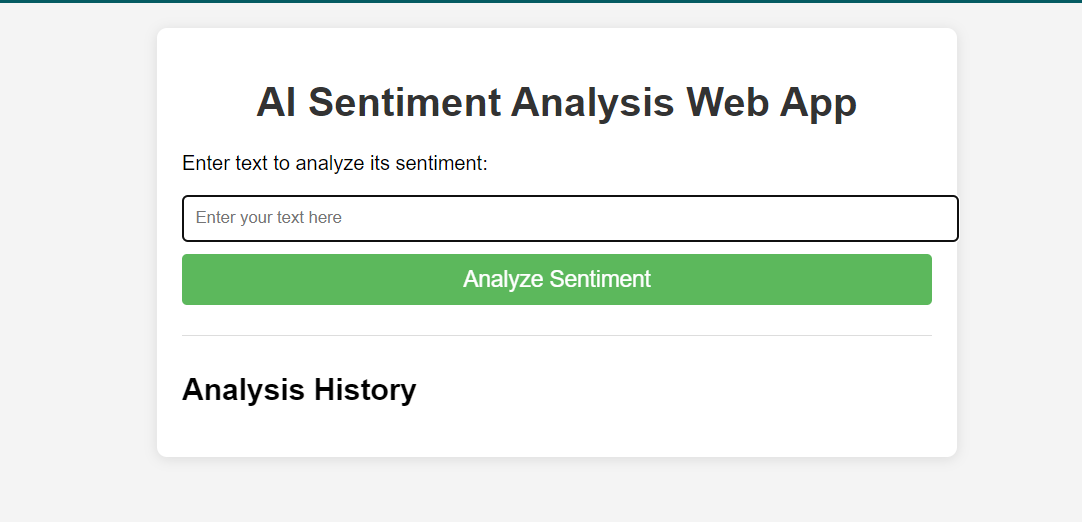 AI Sentiment Analysis Web App
Enter text to analyze its sentiment:
Enter your text here
Analyze Sentiment
Analysis History